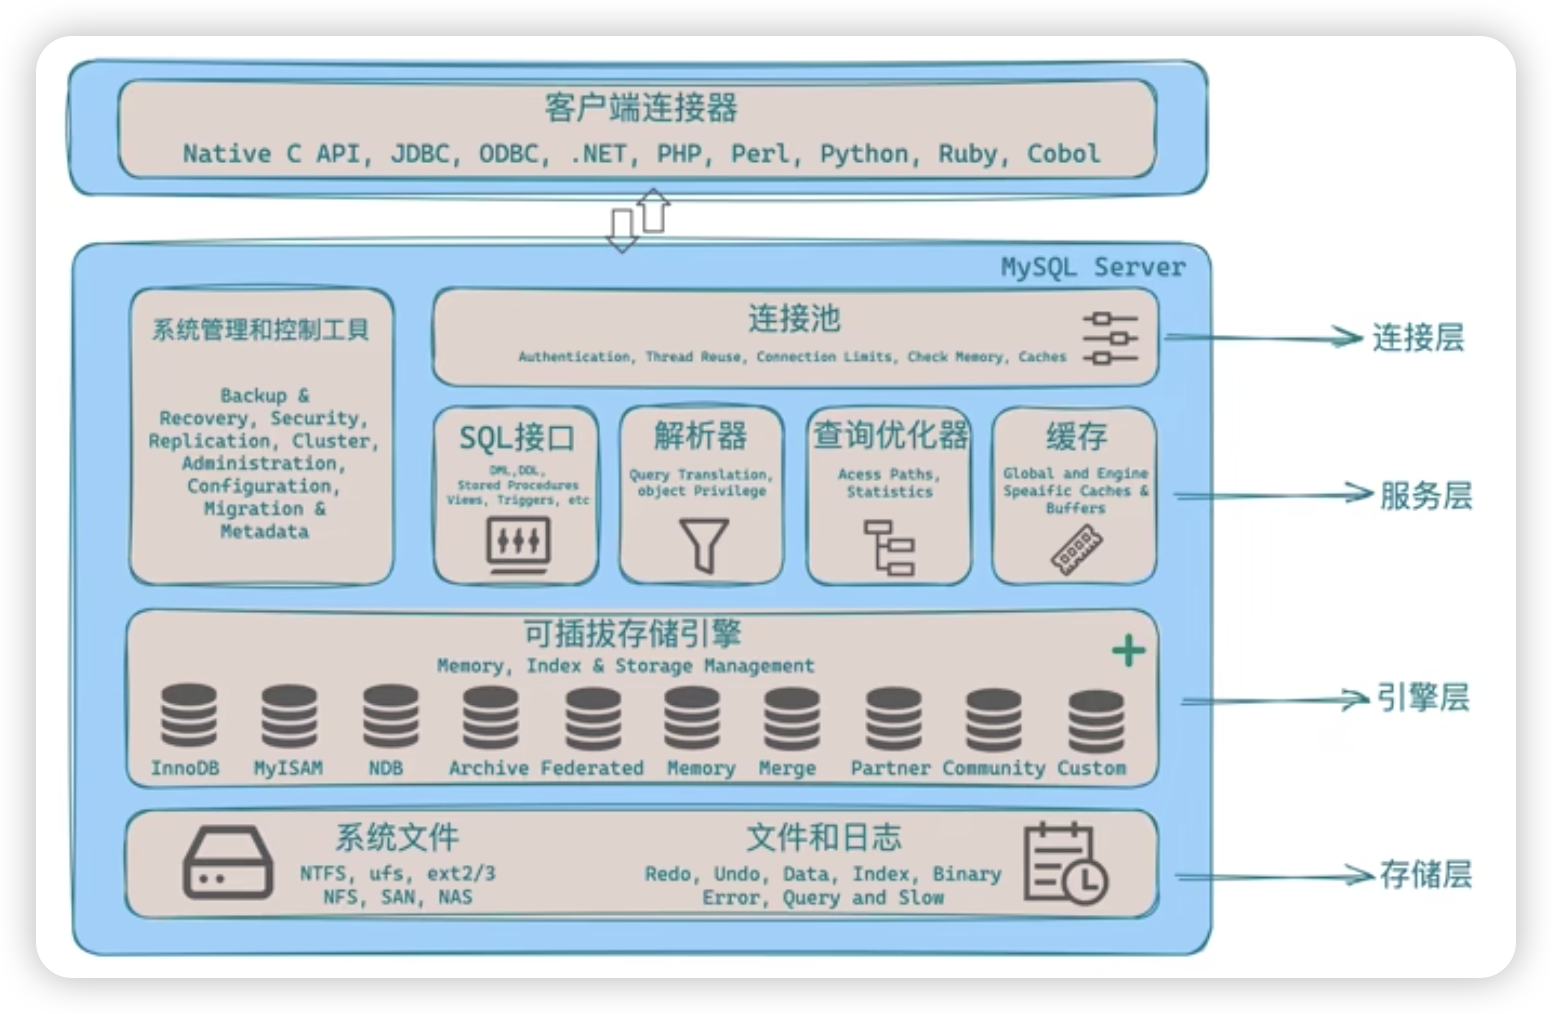 客户端连接器
Native C API, JDBC, ODBC, .NET, PHP, Perl, Python, Ruby, Cobol
MySQL Server
系统管理和控制工具
Backup &
Recovery, Security,
Replication, Cluster,
Administration,
Configuration,
Migration &
Metadata
连接池
Authentication, Thread Reuse, Connection Limits, Check Memory, Caches
连接层
SQL接口
DML,DDL,
Stored Procedures
Views, Triggers, etc
解析器
Query Translation,
object Privilege
查询优化器
Acess Paths,
Statistics
缓存
Global and Engine
Speaific Caches &
Buffers
服务层
可插拔存储引擎
Memory, Index & Storage Management
InnoDB MyISAM NDB Archive Federated Memory Merge Partner Community Custom
引擎层
系统文件
NTFS, ufs, ext2/3
NFS, SAN, NAS
文件和日志
Redo, Undo, Data, Index, Binary
Error, Query and Slow
存储层